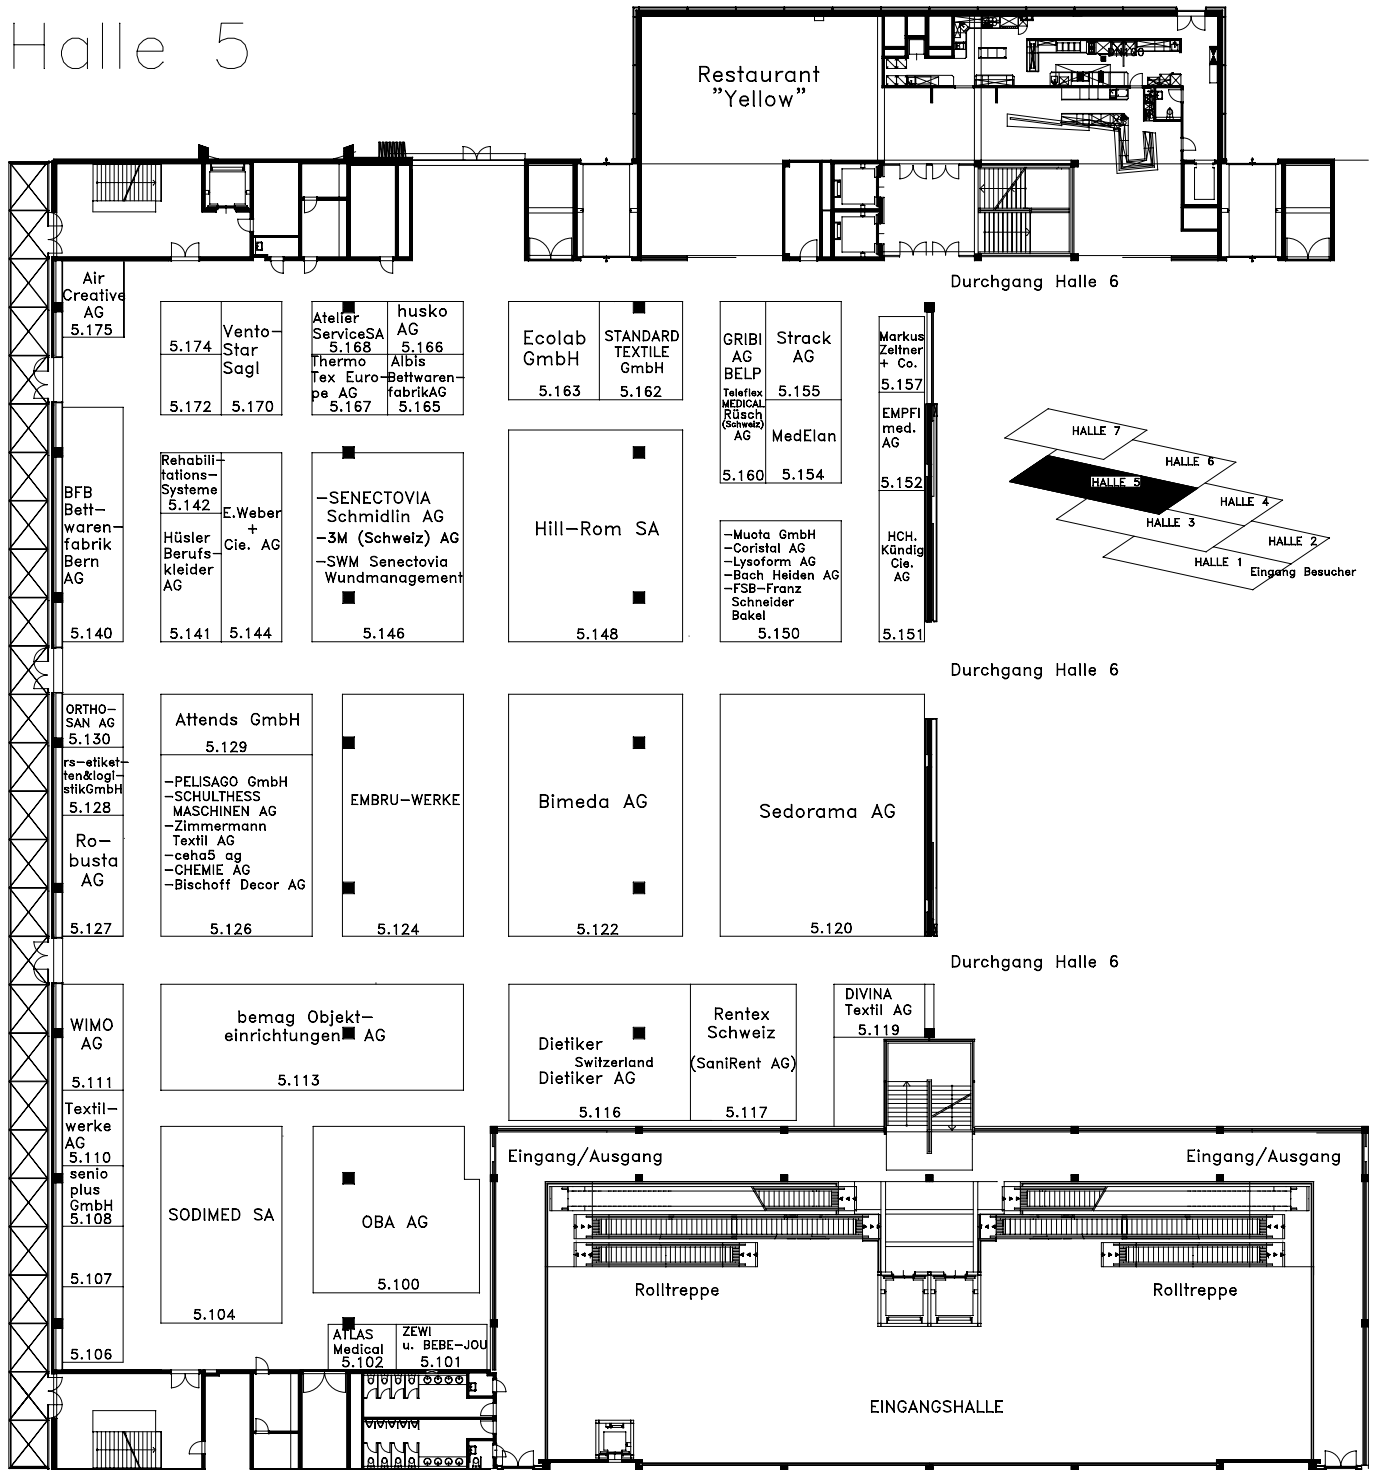 Halle 5
Restaurant
"Yellow"
Durchgang Halle 6
Air
Creative
AG
5.175
5.174
Vento-
Star
Sagl
5.172
5.170
Atelier
ServiceSA
5.168
husko
AG
5.166
Thermo
Tex Euro-
pe AG
5.167
Albis
Bettwaren-
fabrikAG
5.165
Ecolab
GmbH
5.163
STANDARD
TEXTILE
GmbH
5.162
GRIBI
AG
BELP
Teleflex
MEDICAL
Rüsch
(Schweiz)
AG
5.160
Strack
AG
5.155
MedElan
5.154
Markus
Zeltner
+ Co.
5.157
EMPFI
med.
AG
5.152
HCH.
Kündig
Cie.
AG
5.151
HALLE 7
HALLE 6
HALLE 5
HALLE 4
HALLE 3
HALLE 2
HALLE 1
Eingang Besucher
BFB
Bett-
waren-
fabrik
Bern
AG
5.140
Rehabili-
tations-
Systeme
5.142
Hüsler
Berufs-
kleider
AG
5.141
E.Weber
+
Cie. AG
5.144
-SENECTOVIA
Schmidlin AG
-3M (Schweiz) AG
-SWM Senectovia
Wundmanagement
5.146
Hill-Rom SA
5.148
-Muota GmbH
-Coristal AG
-Lysoform AG
-Bach Heiden AG
-FSB-Franz
Schneider
Bakel
5.150
Durchgang Halle 6
ORTHO-
SAN AG
5.130
rs-etiket-
ten&logi-
stikGmbH
5.128
Ro-
busta
AG
5.127
Attends GmbH
5.129
-PELISAGO GmbH
-SCHULTHESS
MASCHINEN AG
-Zimmermann
Textil AG
-ceha5 ag
-CHEMIE AG
-Bischoff Decor AG
5.126
EMBRU-WERKE
5.124
Bimeda AG
5.122
Sedorama AG
5.120
Durchgang Halle 6
WIMO
AG
5.111
Textil-
werke
AG
5.110
senio
plus
GmbH
5.108
5.107
5.106
bemag Objekt-
einrichtungen AG
5.113
Dietiker
Switzerland
Dietiker AG
5.116
Rentex
Schweiz
(SaniRent AG)
5.117
DIVINA
Textil AG
5.119
SODIMED SA
5.104
OBA AG
5.100
ATLAS
Medical
5.102
ZEWI
u. BEBE-JOU
5.101
Eingang/Ausgang
Eingang/Ausgang
Rolltreppe
Rolltreppe
EINGANGSHALLE